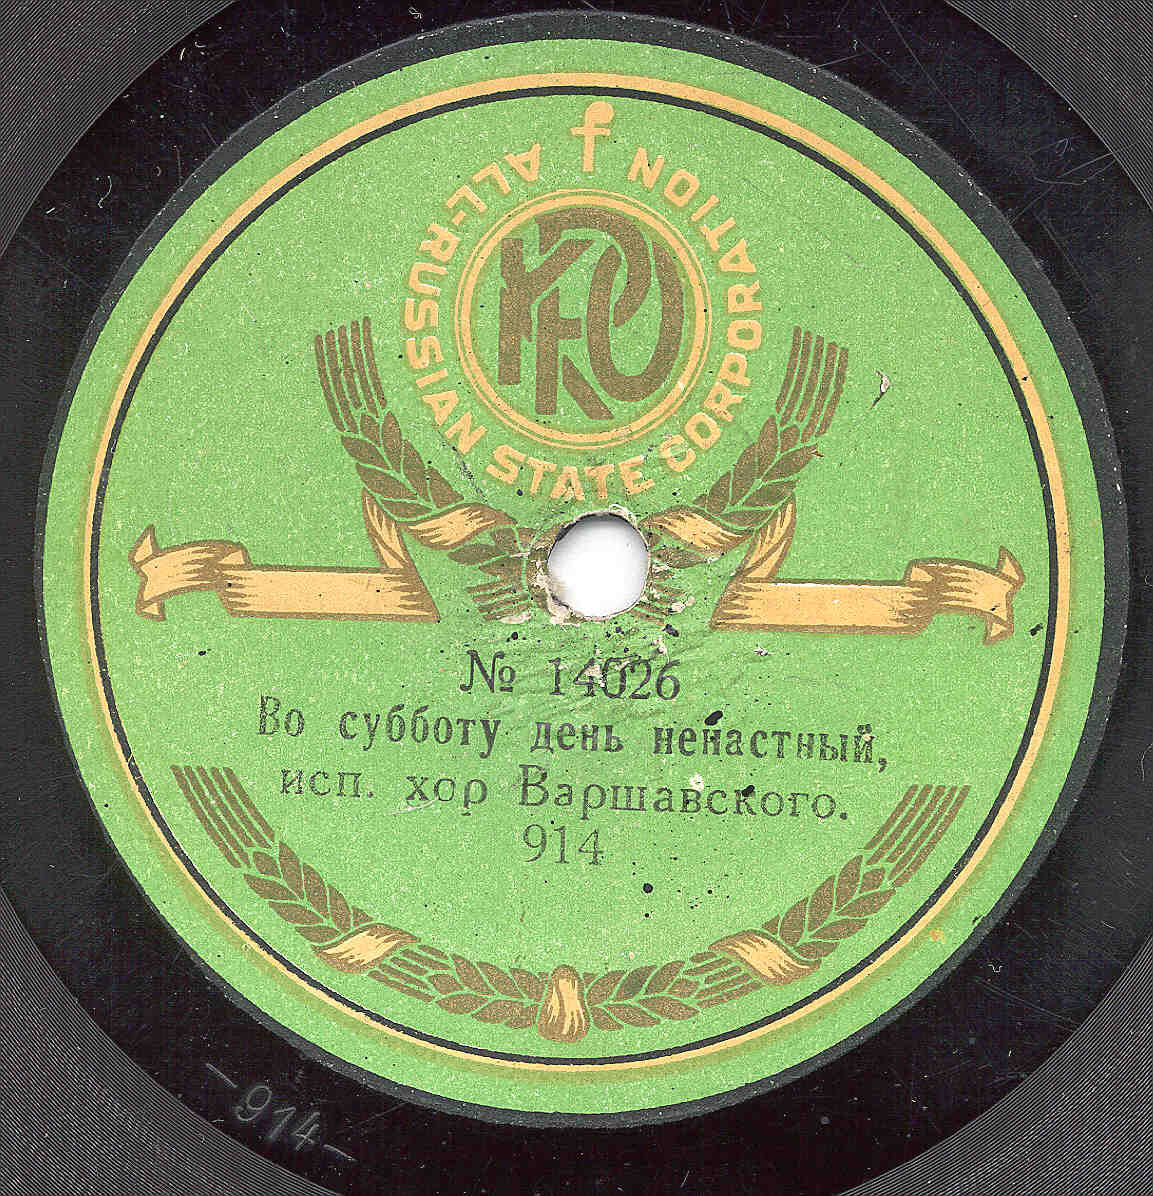 ALL-RUSSIAN STATE CORPORATION
№ 14026
Во субботу день ненастный,
исп. хор Варшавского.
914
–914–